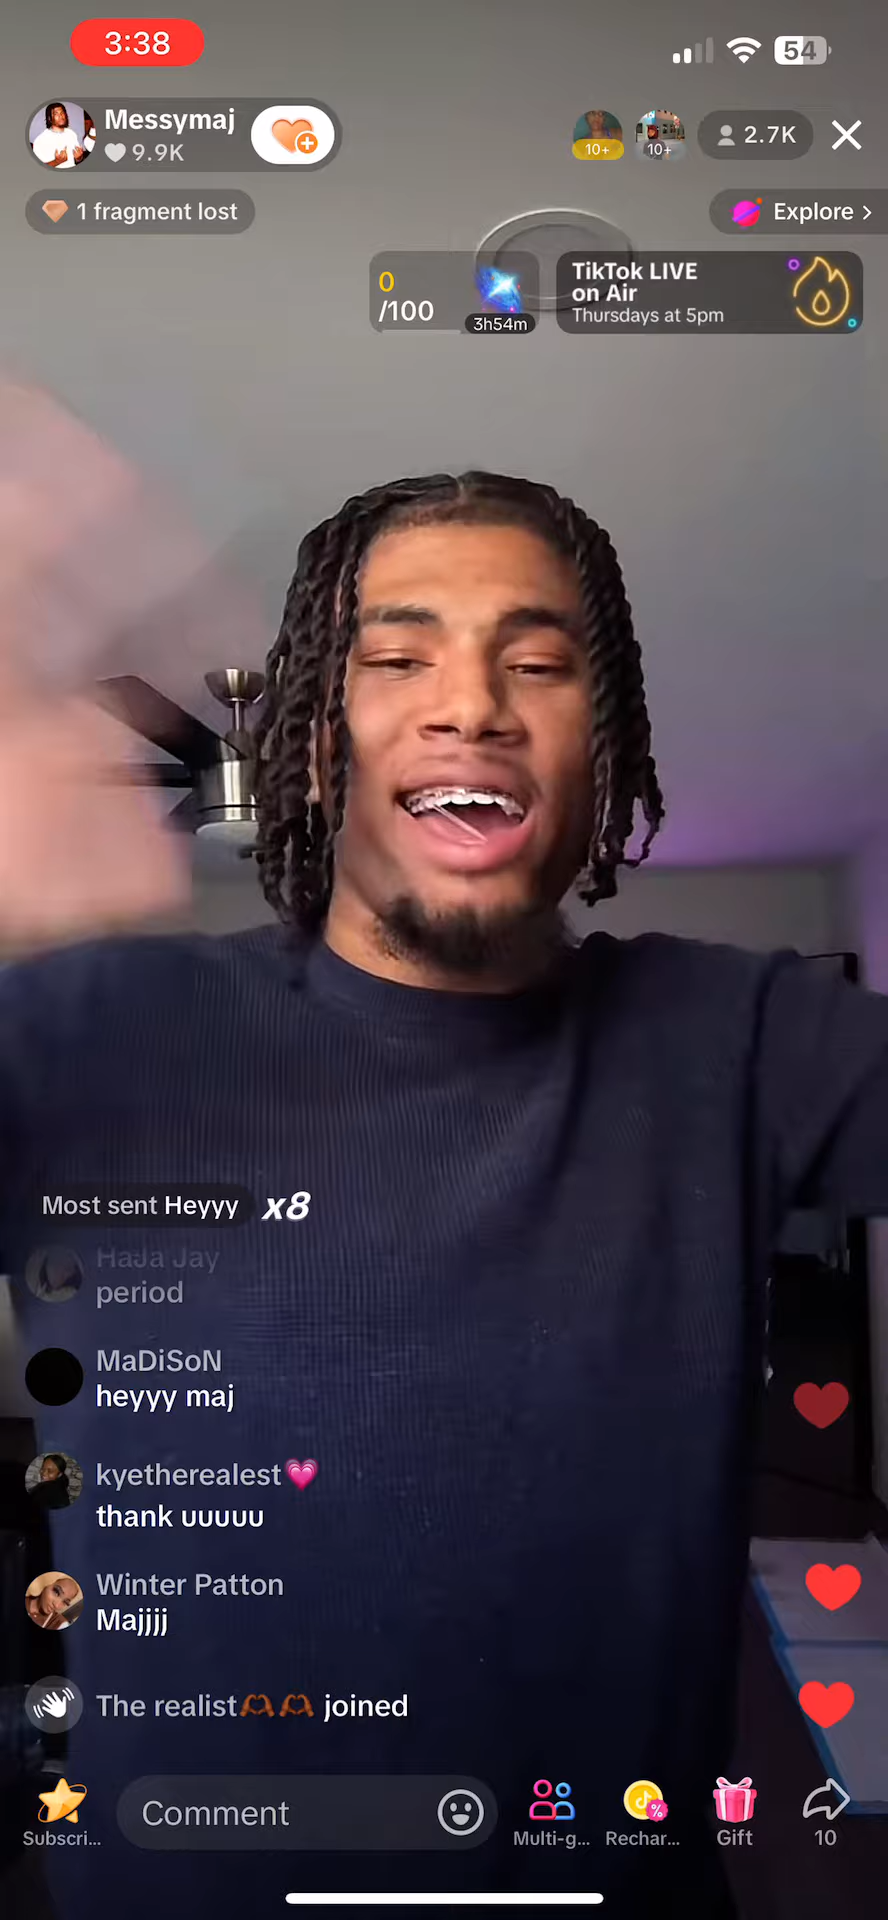 3:38
54
Messymaj
9.9K
10+
10+
2.7K
1 fragment lost
Explore >
0
/100
3h54m
TikTok LIVE
on Air
Thursdays at 5pm
Most sent Heyyy x8
HaJa Jay
period
MaDiSoN
heyyy maj
kyetherealest💗
thank uuuuu
Winter Patton
Majjjj
The realist🫶🏾🫶🏾 joined
Comment
Subscri...
Multi-g...
Rechar...
Gift
10